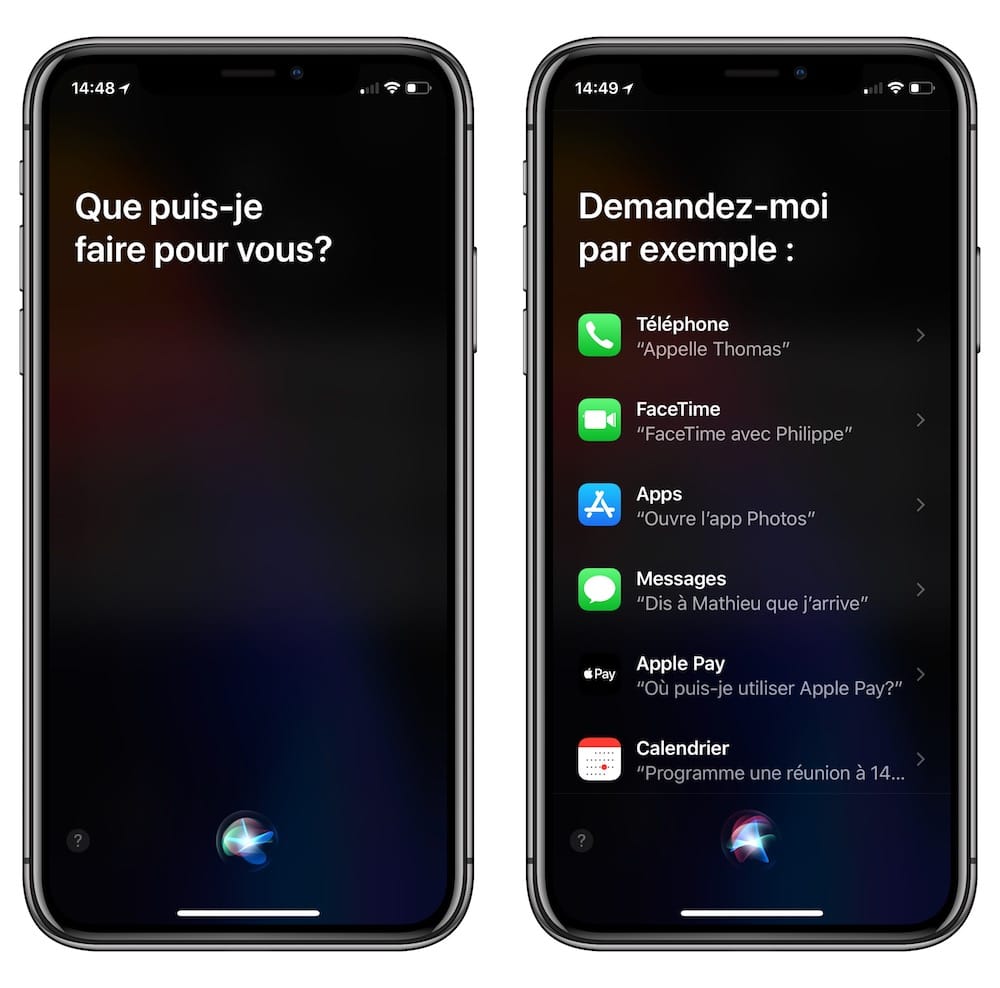 14:48
Que puis-je
faire pour vous?
?
14:49
Demandez-moi
par exemple :
Téléphone
“Appelle Thomas”
FaceTime
“FaceTime avec Philippe”
Apps
“Ouvre l’app Photos”
Messages
“Dis à Mathieu que j’arrive”
Pay
Apple Pay
“Où puis-je utiliser Apple Pay?”
Calendrier
“Programme une réunion à 14...
?